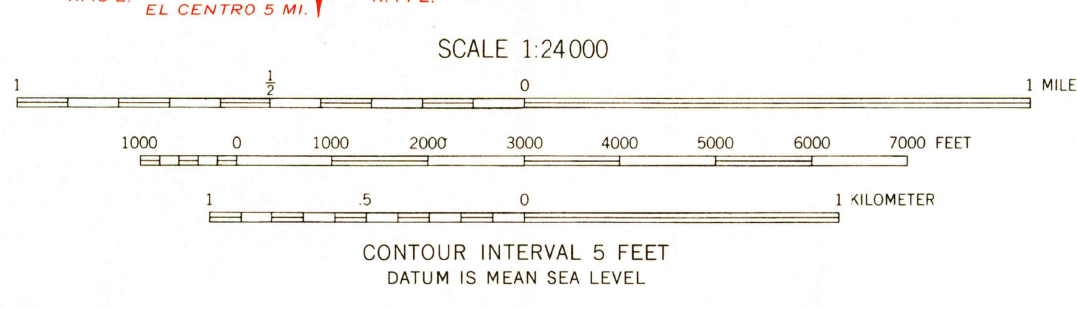 EL CENTRO 5 MI.
SCALE 1:24000
1 1/2 0 1 MILE
1000 0 1000 2000 3000 4000 5000 6000 7000 FEET
1 .5 0 1 KILOMETER
CONTOUR INTERVAL 5 FEET
DATUM IS MEAN SEA LEVEL